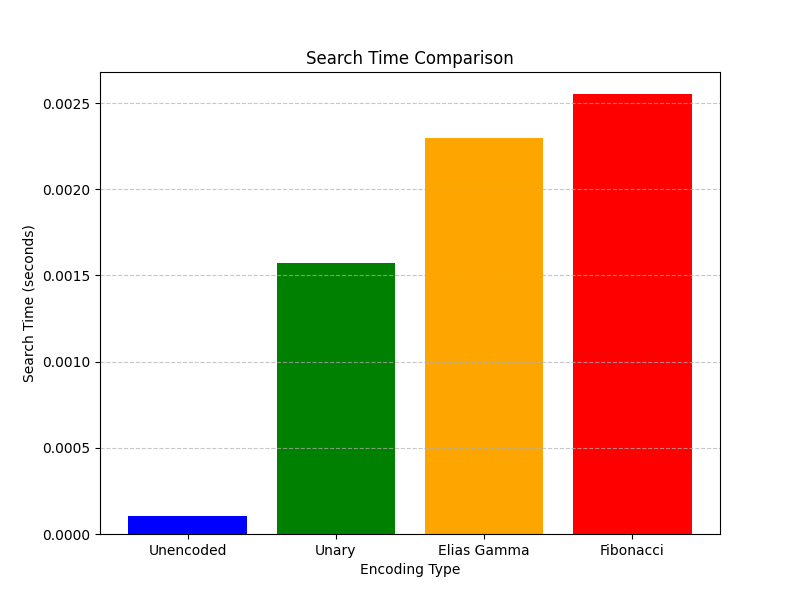 Search Time Comparison
Search Time (seconds)
0.0025
0.0020
0.0015
0.0010
0.0005
0.0000
Unencoded Unary Elias Gamma Fibonacci
Encoding Type